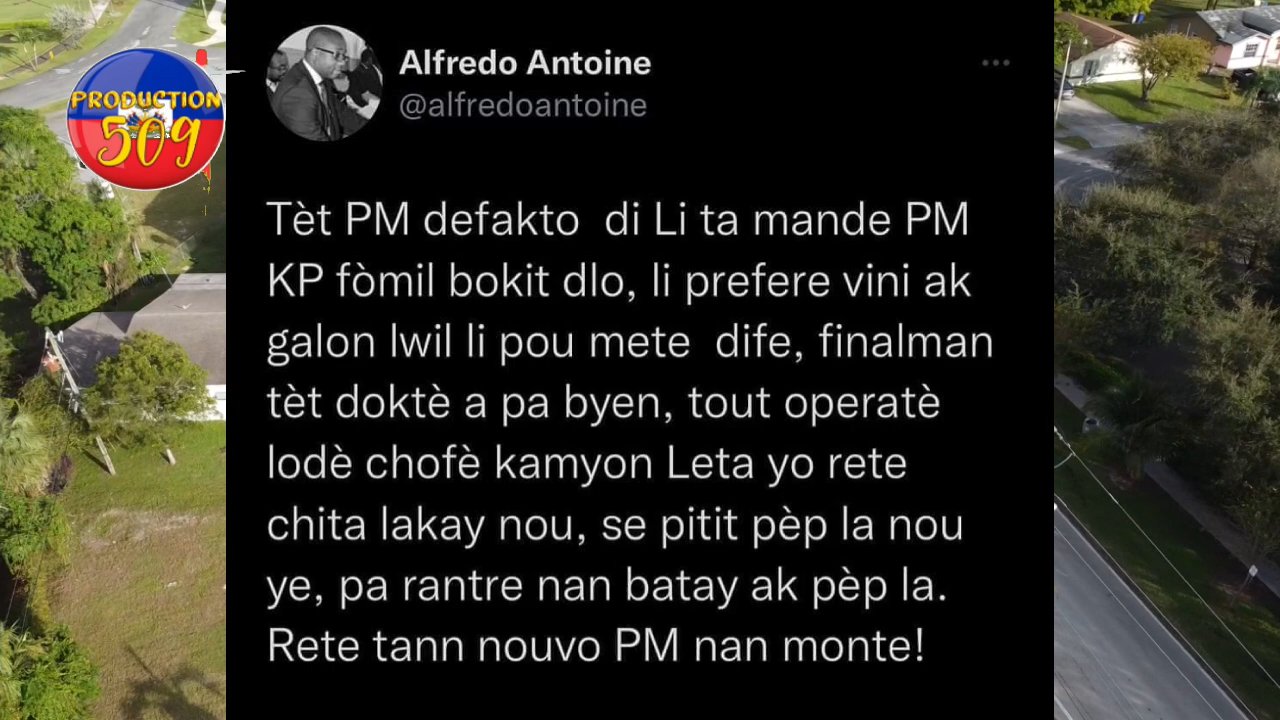 PRODUCTION
509
Alfredo Antoine
@alfredoantoine
Tèt PM defakto di Li ta mande PM
KP fòmil bokit dlo, li prefere vini ak
galon lwil li pou mete dife, finalman
tèt doktè a pa byen, tout operatè
lodè chofè kamyon Leta yo rete
chita lakay nou, se pitit pèp la nou
ye, pa rantre nan batay ak pèp la.
Rete tann nouvo PM nan monte!